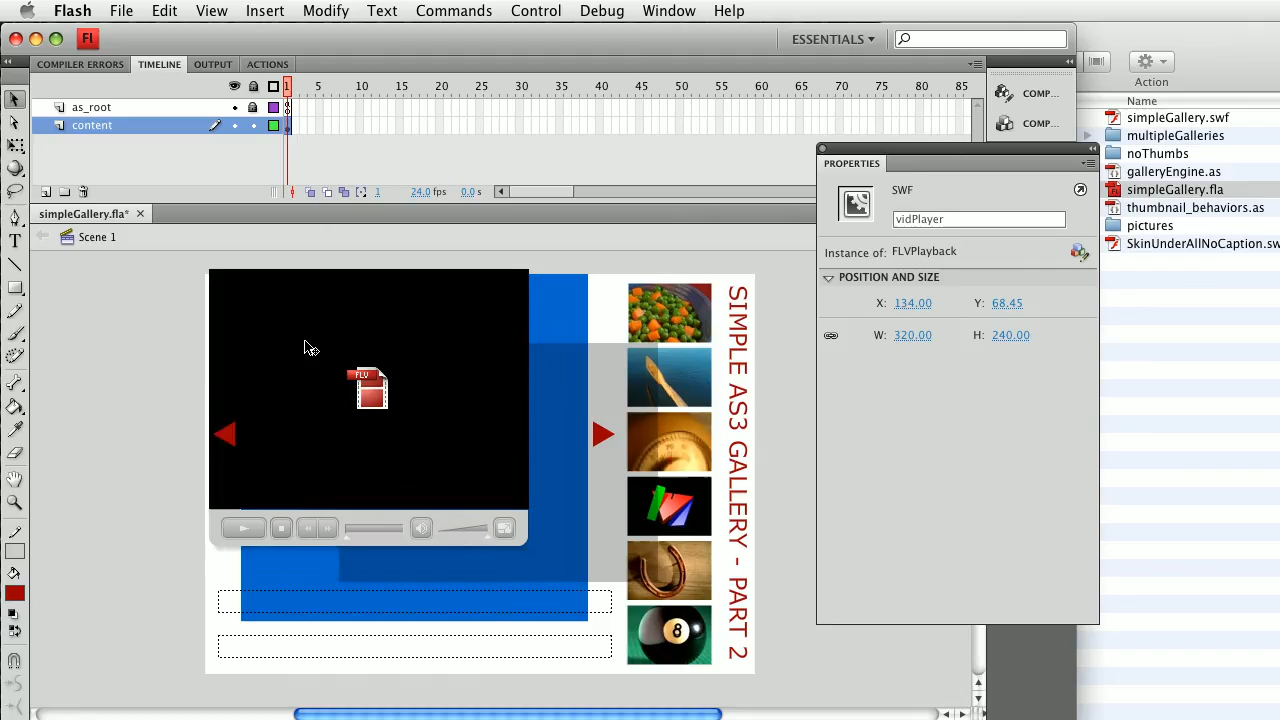 Flash File Edit View Insert Modify Text Commands Control Debug Window Help
Fl
ESSENTIALS
COMPILER ERRORS TIMELINE OUTPUT ACTIONS
5 10 15 20 25 30 35 40 45 50 55 60 65 70 75 80 85
as_root
content
1 24.0 fps 0.0 s
COMP...
COMP...
simpleGallery.fla*
Scene 1
FLV
SIMPLE AS3 GALLERY - PART 2
8
PROPERTIES
SWF
vidPlayer
Instance of: FLVPlayback
POSITION AND SIZE
X: 134.00 Y: 68.45
W: 320.00 H: 240.00
Action
Name
simpleGallery.swf
multipleGalleries
noThumbs
galleryEngine.as
simpleGallery.fla
thumbnail_behaviors.as
pictures
SkinUnderAllNoCaption.sw